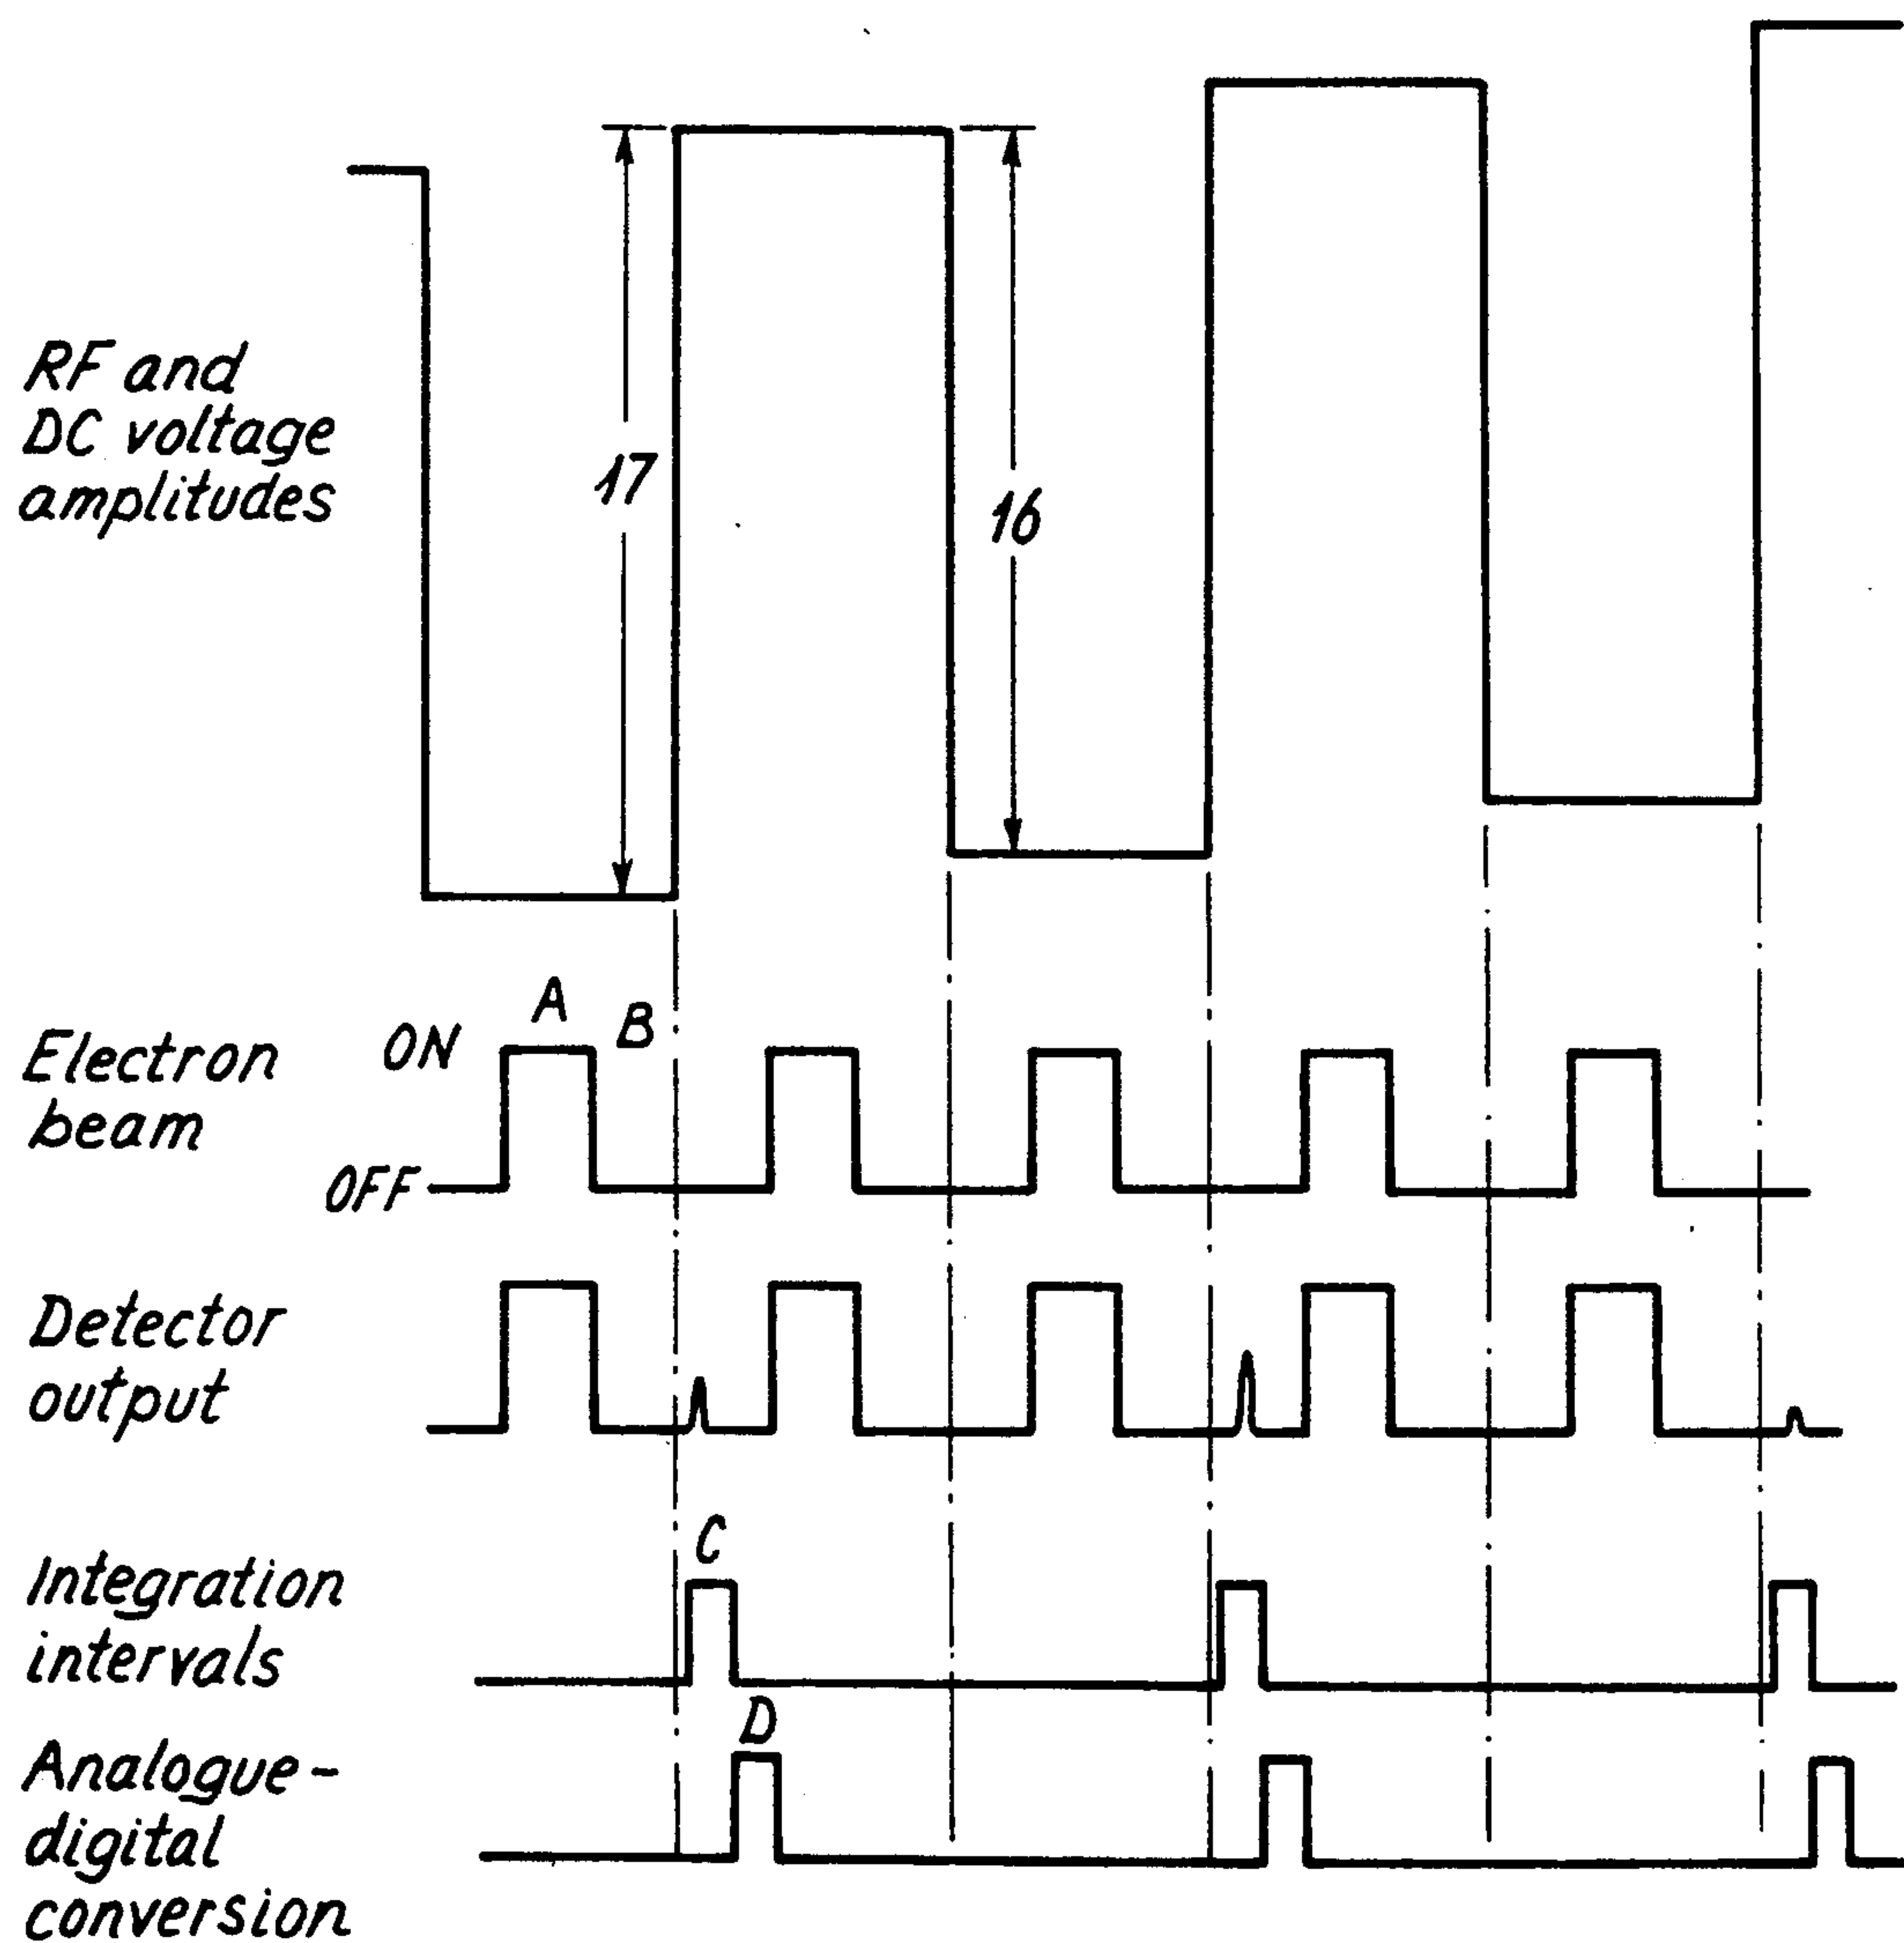 RF and
DC voltage
amplitudes
17
16
A
B
Electron
beam
ON
OFF
Detector
output
C
Integration
intervals
D
Analogue-
digital
conversion